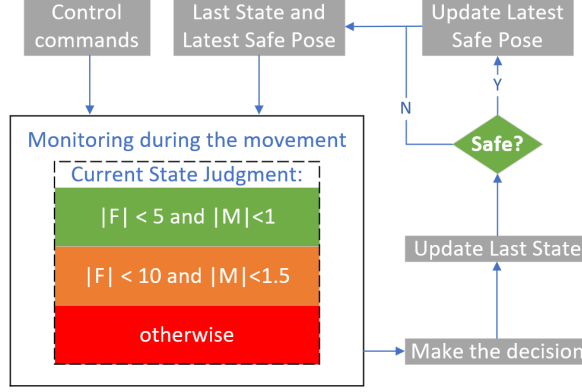 Control
commands
Last State and
Latest Safe Pose
Update Latest
Safe Pose
Y
N
Safe?
Monitoring during the movement
Current State Judgment:
|F| < 5 and |M|<1
|F| < 10 and |M|<1.5
otherwise
Update Last State
Make the decision